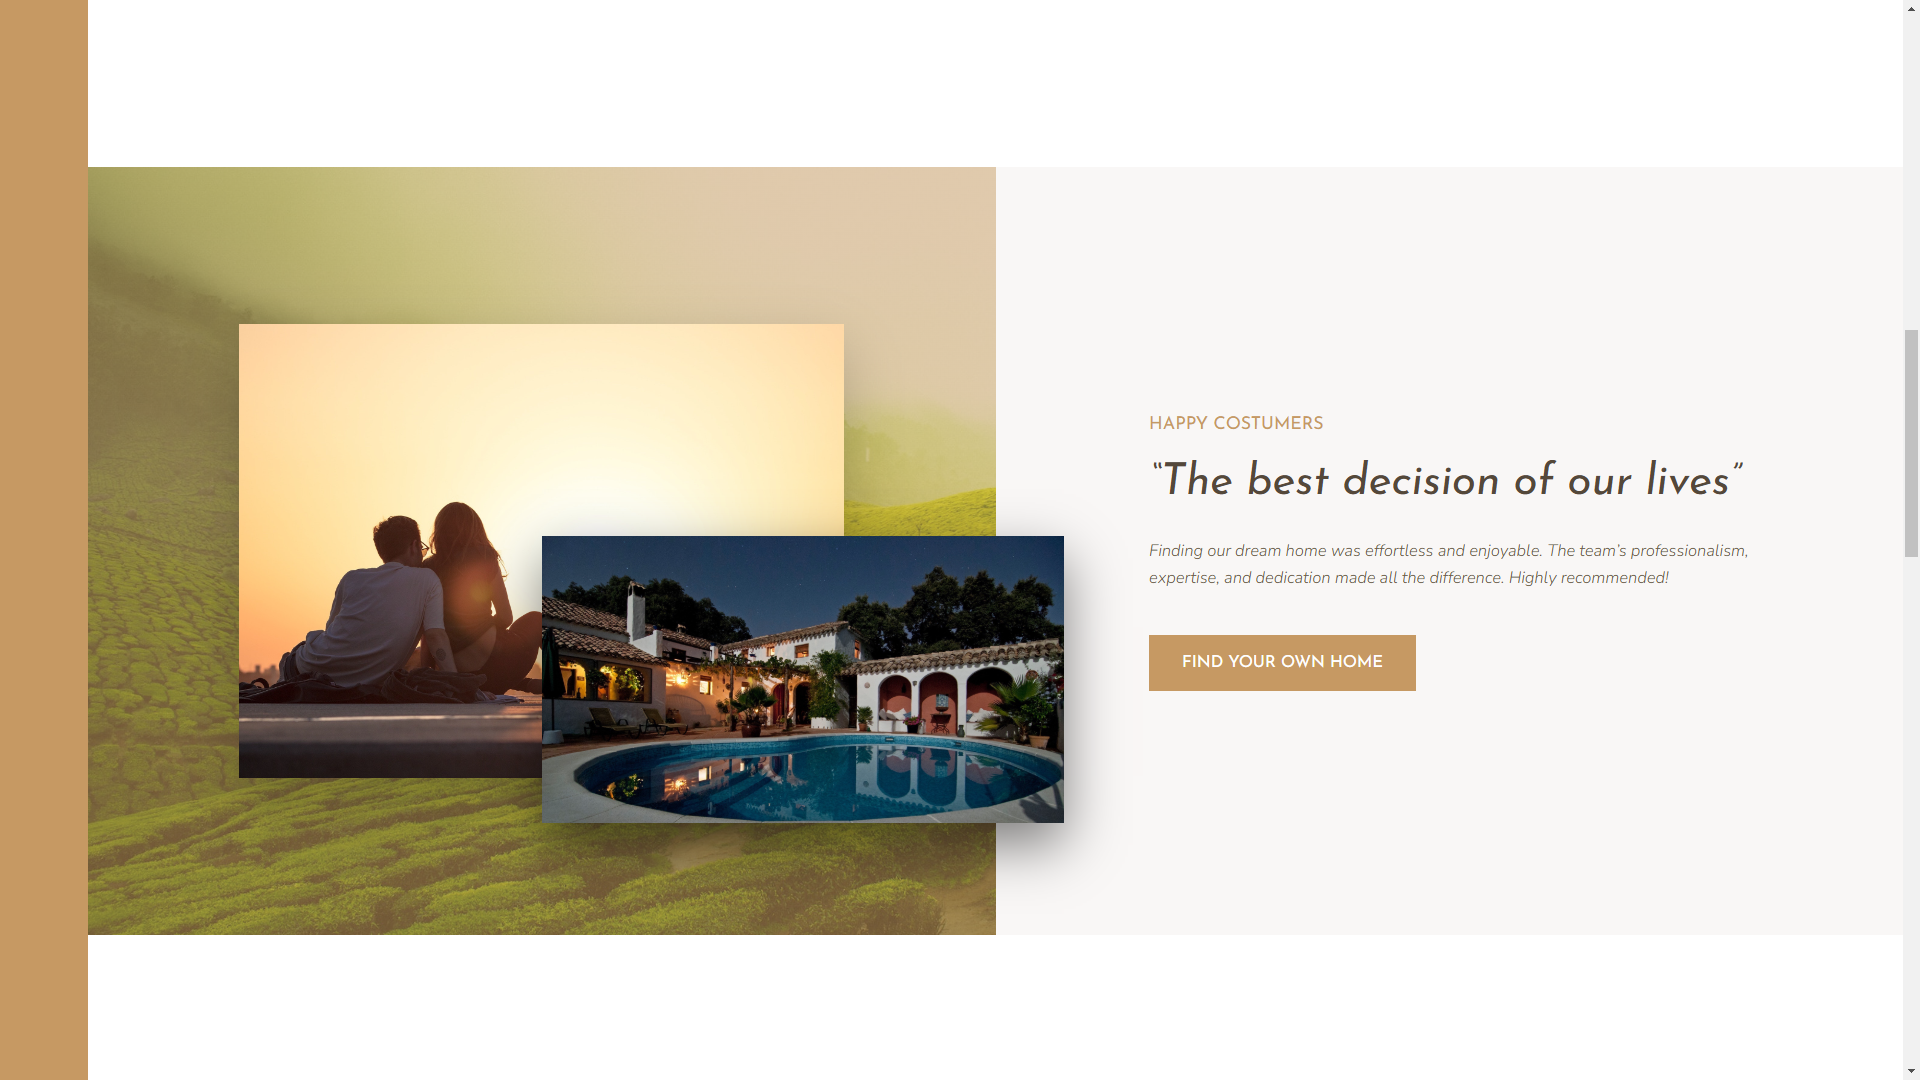 HAPPY COSTUMERS
“The best decision of our lives”
Finding our dream home was effortless and enjoyable. The team’s professionalism,
expertise, and dedication made all the difference. Highly recommended!
FIND YOUR OWN HOME